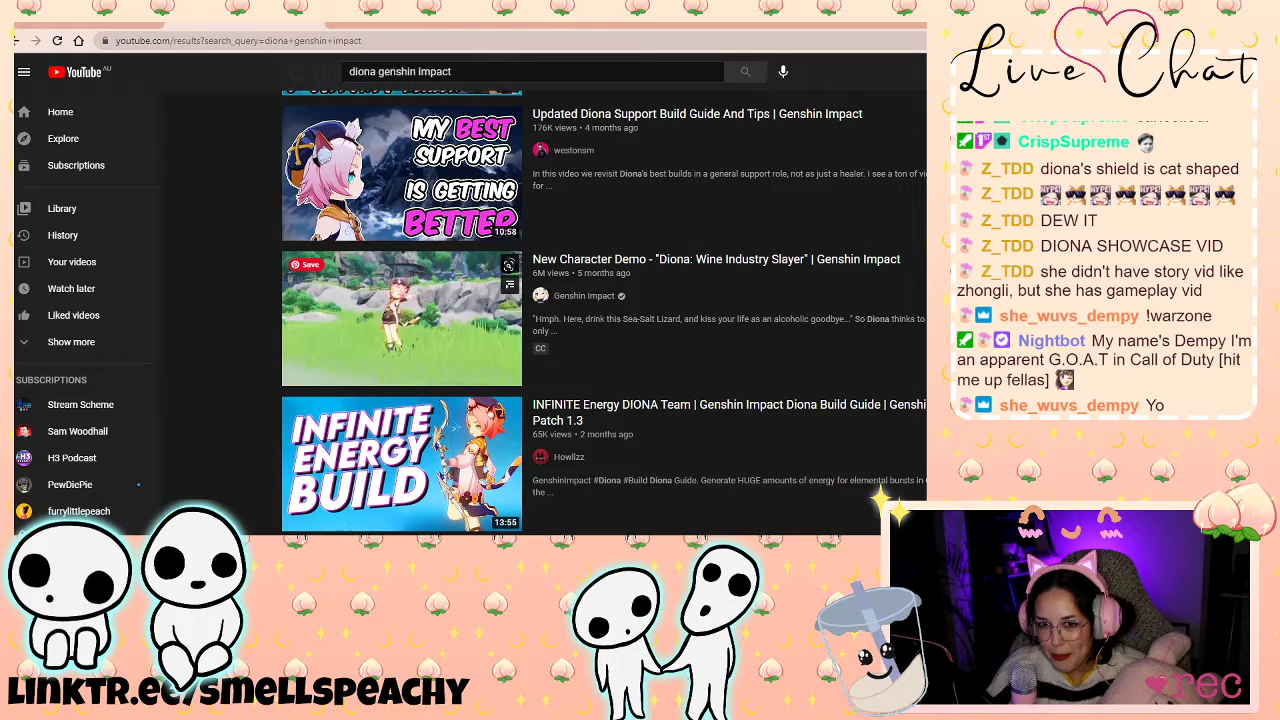 youtube.com/results?search_query=diona+genshin+impact
YouTube AU
diona genshin impact
Home
Explore
Subscriptions
Library
History
Your videos
Watch later
Liked videos
Show more
SUBSCRIPTIONS
Stream Scheme
Sam Woodhall
H3 Podcast
PewDiePie
furrylittlepeach
MY BEST
SUPPORT
IS GETTING
BETTER
10:58
Updated Diona Support Build Guide And Tips | Genshin Impact
176K views • 4 months ago
westonsm
In this video we revisit Diona's best builds in a general support role, not as just a healer. I see a ton of
for ...
Save
New Character Demo - "Diona: Wine Industry Slayer" | Genshin Impact
6M views • 5 months ago
Genshin Impact
"Hmph. Here, drink this Sea-Salt Lizard, and kiss your life as an alcoholic goodbye..." So Diona thinks to
only ...
CC
INFINITE
ENERGY
BUILD
13:55
INFINITE Energy DIONA Team | Genshin Impact Diona Build Guide | Genshi
Patch 1.3
65K views • 2 months ago
Howllzz
GenshinImpact #Diona #Build Diona Guide. Generate HUGE amounts of energy for elemental bursts in
the ...
Live Chat
CrispSupreme
Z_TDD diona's shield is cat shaped
Z_TDD HYPE! HYPE! HYPE! HYPE!
Z_TDD DEW IT
Z_TDD DIONA SHOWCASE VID
Z_TDD she didn't have story vid like
zhongli, but she has gameplay vid
she_wuvs_dempy !warzone
Nightbot My name's Dempy I'm
an apparent G.O.A.T in Call of Duty [hit
me up fellas]
she_wuvs_dempy Yo
linktr.ee/smellspeachy
rec